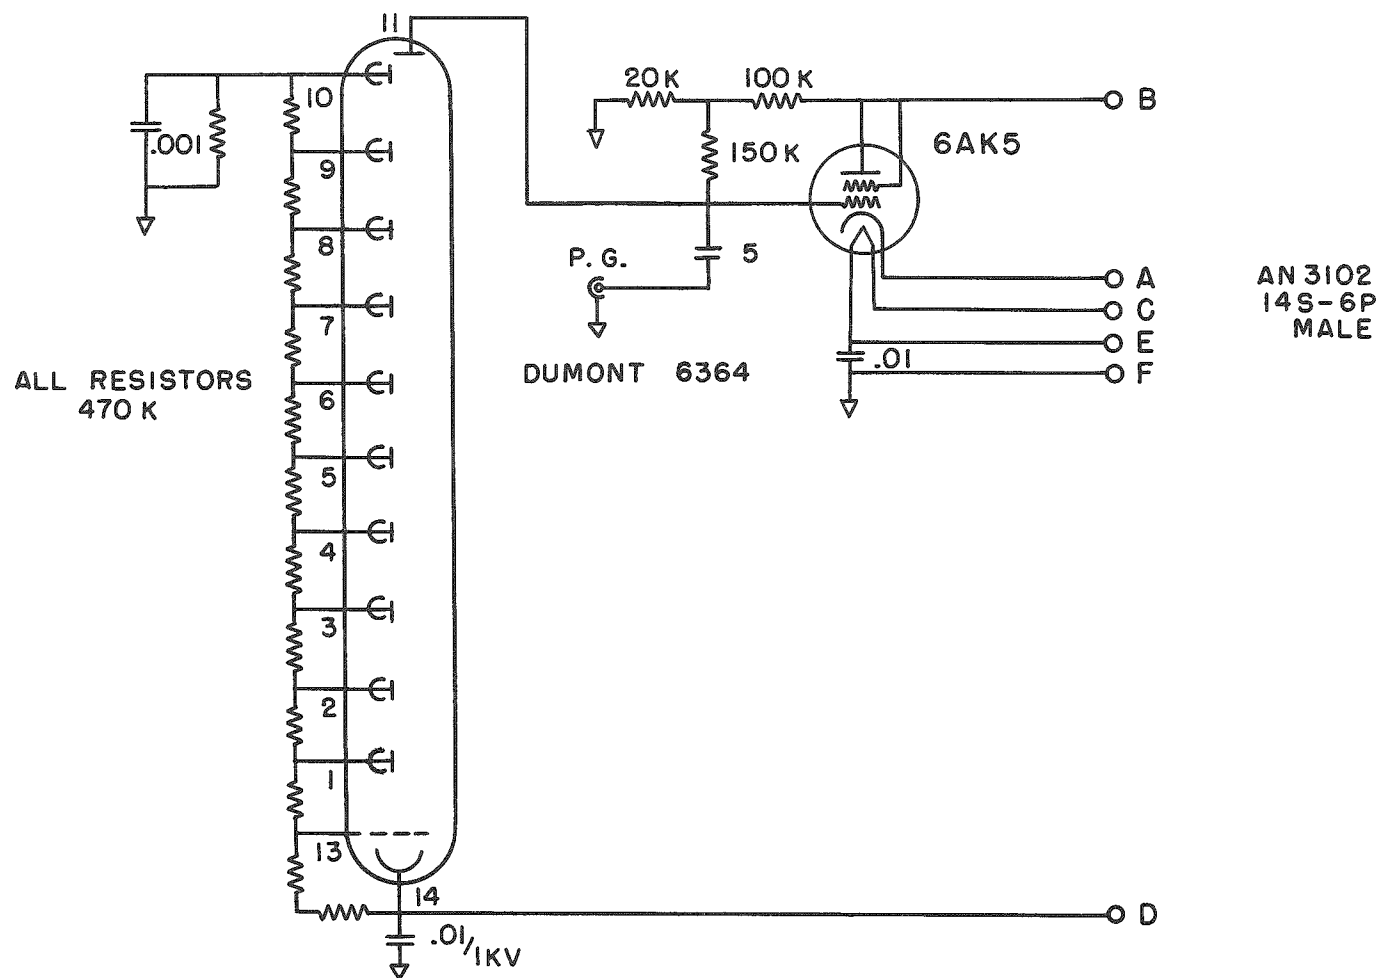 11
10
.001
9
8
7
6
5
4
3
2
1
13
14
.01/1KV
ALL RESISTORS
470 K
20K
100 K
B
150 K
6AK5
P. G.
5
A
C
E
.01
F
DUMONT 6364
AN 3102
14S-6P
MALE
D